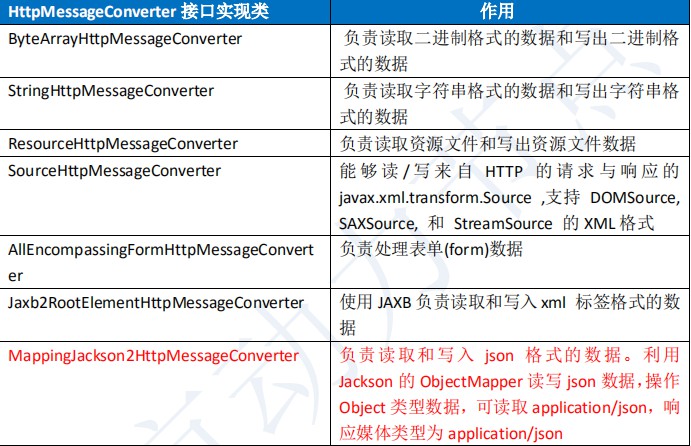 HttpMessageConverter 接口实现类 作用
ByteArrayHttpMessageConverter 负责读取二进制格式的数据和写出二进制格
式的数据
StringHttpMessageConverter 负责读取字符串格式的数据和写出字符串格
式的数据
ResourceHttpMessageConverter 负责读取资源文件和写出资源文件数据
SourceHttpMessageConverter 能够读/写来自 HTTP 的请求与响应的
javax.xml.transform.Source ,支持 DOMSource,
SAXSource, 和 StreamSource 的 XML 格式
AllEncompassingFormHttpMessageConvert 负责处理表单(form)数据
er
Jaxb2RootElementHttpMessageConverter 使用 JAXB 负责读取和写入 xml 标签格式的数
据
MappingJackson2HttpMessageConverter 负责读取和写入 json 格式的数据。利用
Jackson 的 ObjectMapper 读写 json 数据,操作
Object 类型数据，可读取 application/json，响
应媒体类型为 application/json